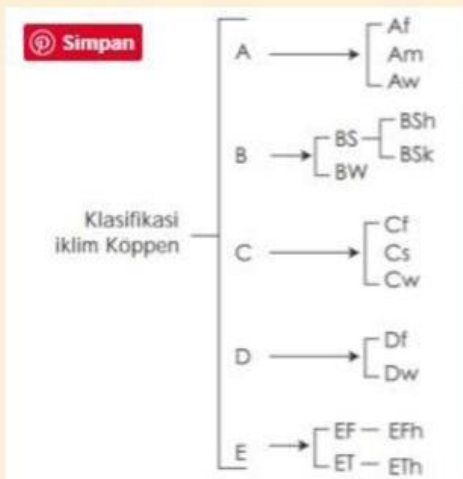 Simpan
A
Af
Am
Aw
B
BS
BSh
BSk
BW
Klasifikasi
iklim Köppen
C
Cf
Cs
Cw
D
Df
Dw
E
EF — EFh
ET — ETh